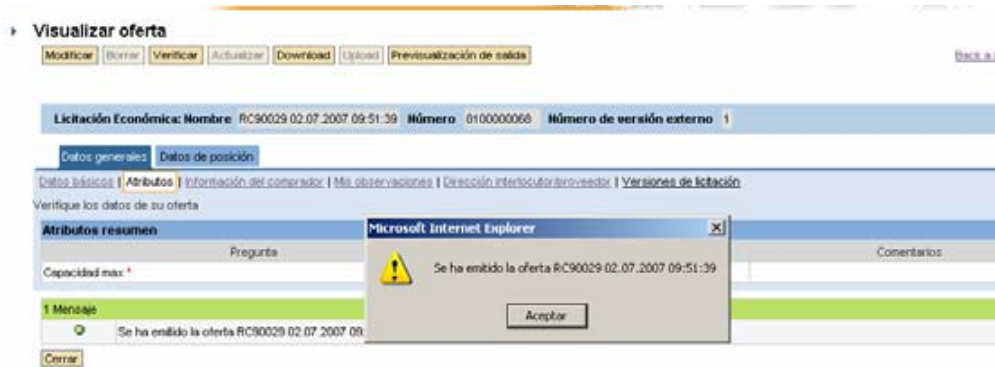 Visualizar oferta
Modificar Borrar Verificar Actualizar Download Upload Previsualización de salida Back a
Licitación Económica: Nombre RC90029 02.07.2007 09:51:39 Número 8100000068 Número de versión externo 1
Datos generales Datos de posición
Datos básicos | Atributos | Información del comprador | Mis observaciones | Dirección interlocutor/proveedor | Versiones de licitación
Verifique los datos de su oferta
Atributos resumen
Microsoft Internet Explorer
Pregunta Comentarios
Capacidad max *
Se ha emitido la oferta RC90029 02.07.2007 09:51:39
Aceptar
1 Mensaje
Se ha emitido la oferta RC90029 02.07.2007 09:
Cerrar